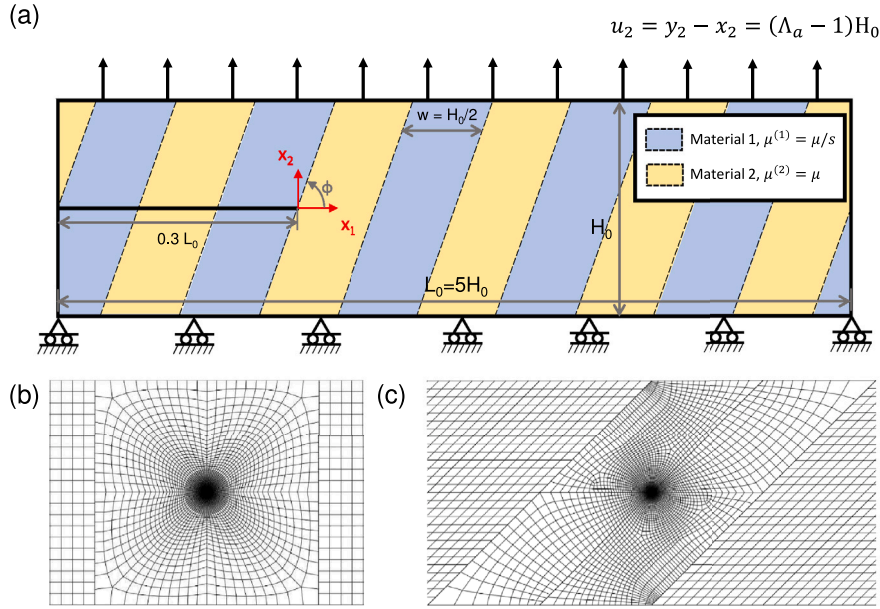 (a)
u₂ = y₂ − x₂ = (Λₐ − 1)H₀
w = H₀/2
Material 1, μ⁽¹⁾ = μ/s
Material 2, μ⁽²⁾ = μ
x₂
ϕ
x₁
0.3 L₀
H₀
L₀=5H₀
(b)
(c)